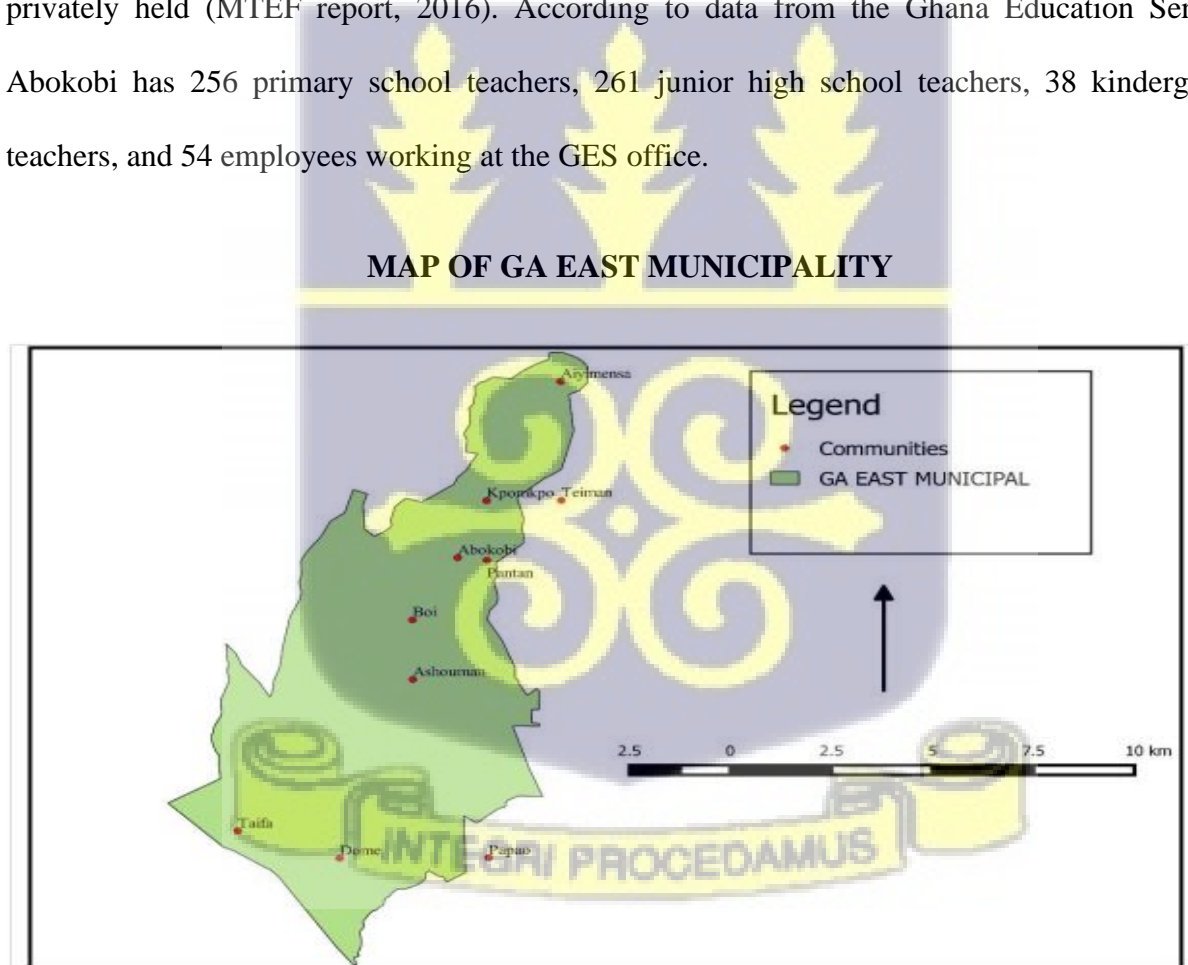 privately held (MTEF report, 2016). According to data from the Ghana Education Ser
Abokobi has 256 primary school teachers, 261 junior high school teachers, 38 kinderg
teachers, and 54 employees working at the GES office.
MAP OF GA EAST MUNICIPALITY
Aiyimensa
Legend
Communities
GA EAST MUNICIPAL
Kpomkpo Teiman
Abokobi
Pantan
Boi
Ashouman
2.5 0 2.5 5 7.5 10 km
Taifa
Dome
Papao
INTEGRI PROCEDAMUS